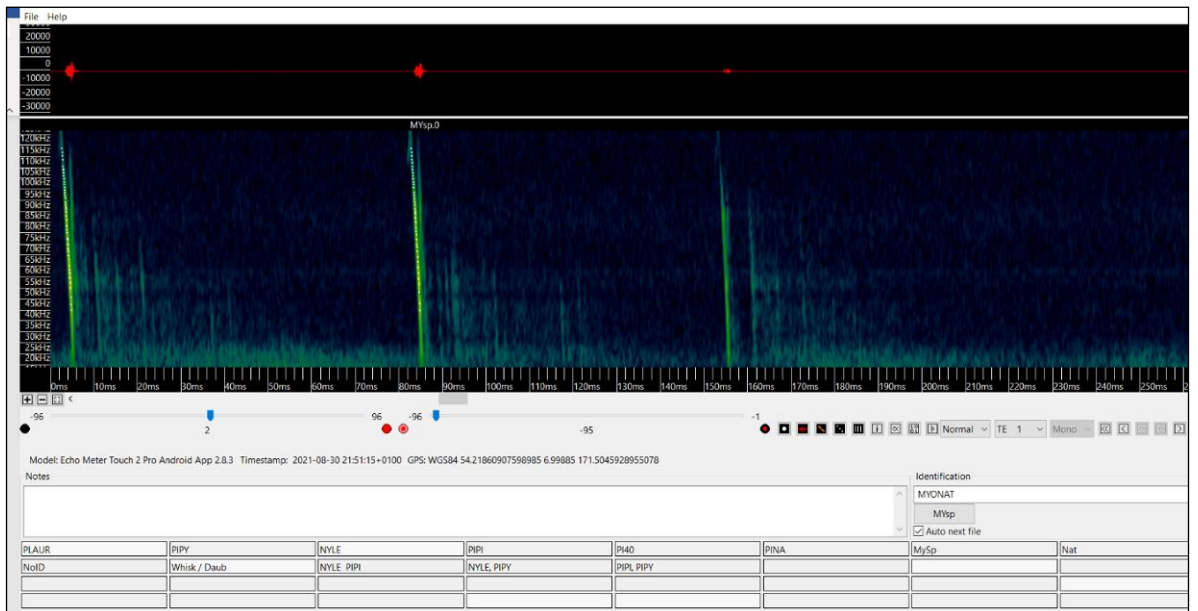 File Help
20000
10000
0
-10000
-20000
-30000
MYsp.0
120kHz
115kHz
110kHz
105kHz
100kHz
95kHz
90kHz
85kHz
80kHz
75kHz
70kHz
65kHz
60kHz
55kHz
50kHz
45kHz
40kHz
35kHz
30kHz
25kHz
20kHz
0ms 10ms 20ms 30ms 40ms 50ms 60ms 70ms 80ms 90ms 100ms 110ms 120ms 130ms 140ms 150ms 160ms 170ms 180ms 190ms 200ms 210ms 220ms 230ms 240ms 250ms
-96 96 -96 -1
2 -95
Normal TE 1 Mono
Model: Echo Meter Touch 2 Pro Android App 2.8.3 Timestamp: 2021-08-30 21:51:15+0100 GPS: WGS84 54.21860907598985 6.99885 171.5045928955078
Notes Identification
MYONAT
MYsp
Auto next file
PLAUR PIPY NYLE PIPI PI40 PINA MySp Nat
NoID Whisk / Daub NYLE PIPI NYLE, PIPY PIPI, PIPY